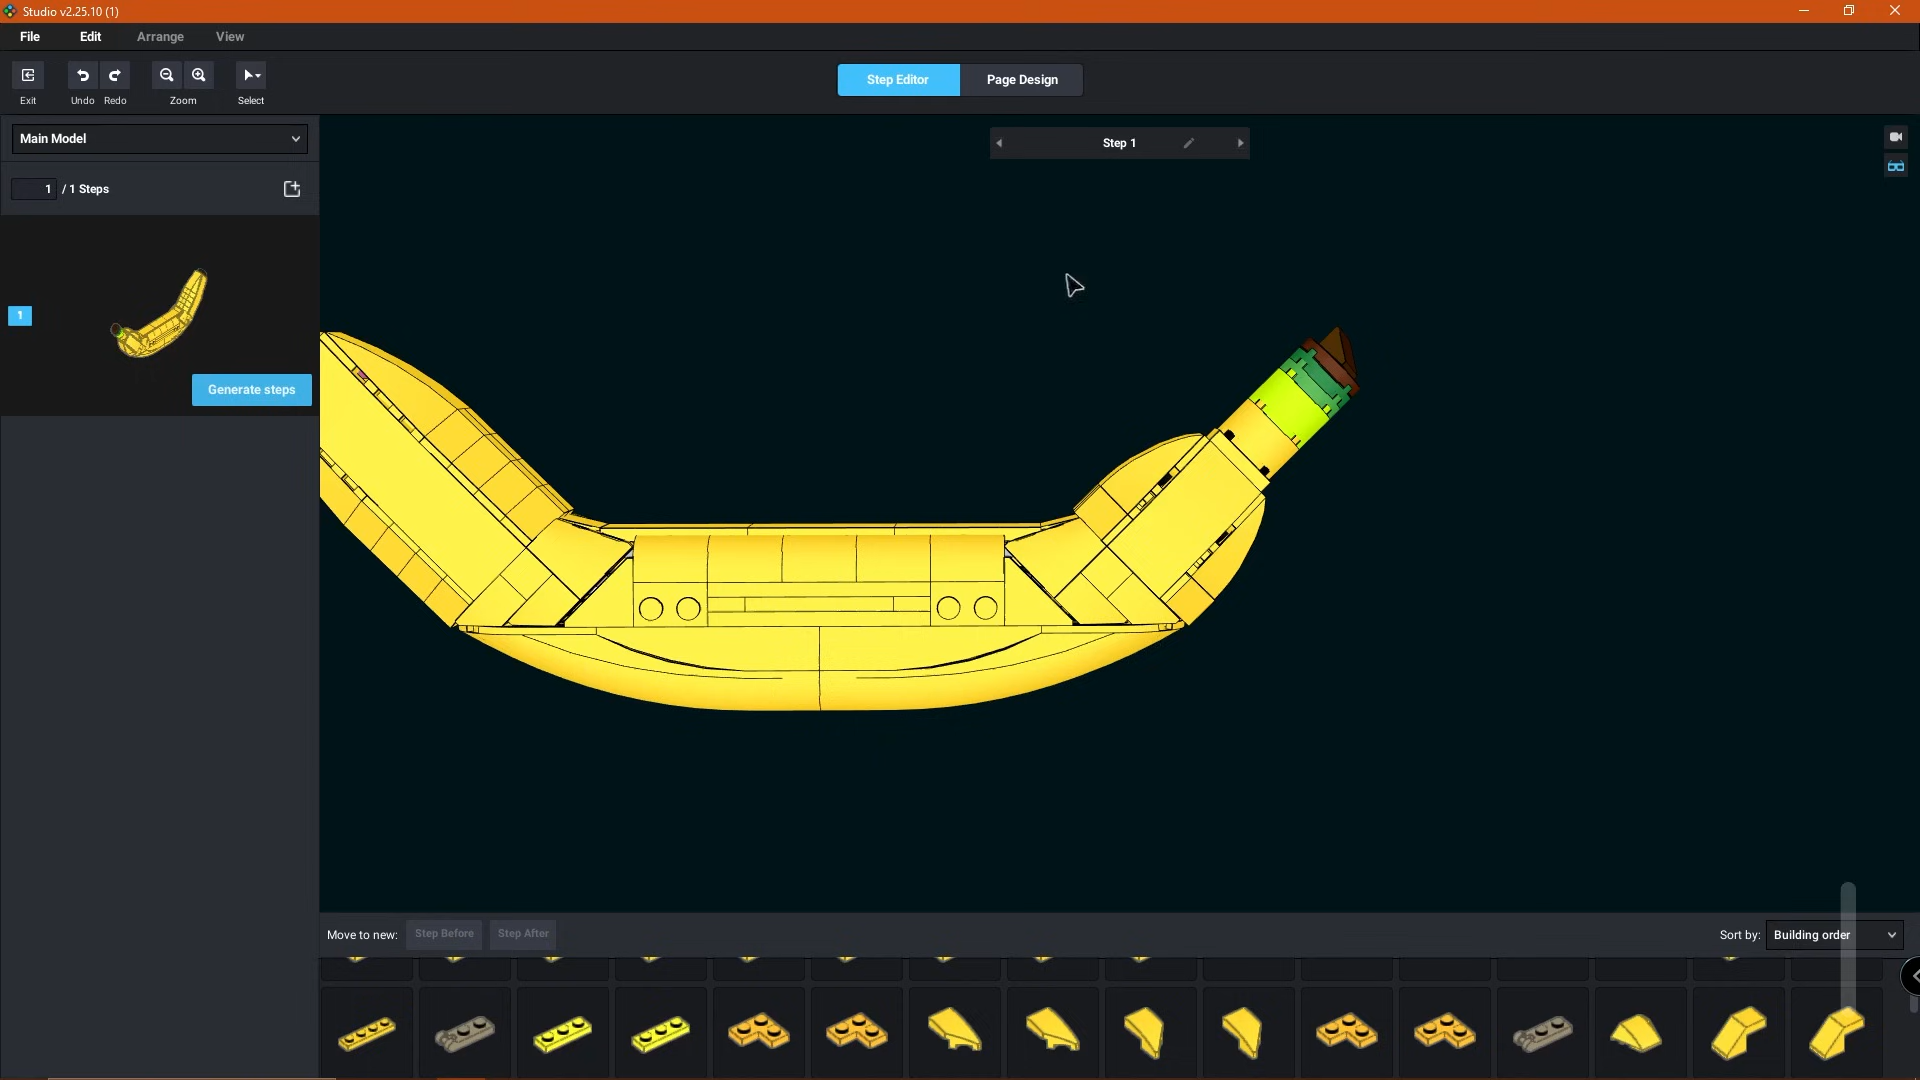 Studio v2.25.10 (1)
File Edit Arrange View
Exit Undo Redo Zoom Select
Step Editor Page Design
Main Model
Step 1
1 / 1 Steps
1
Generate steps
Move to new: Step Before Step After
Sort by: Building order